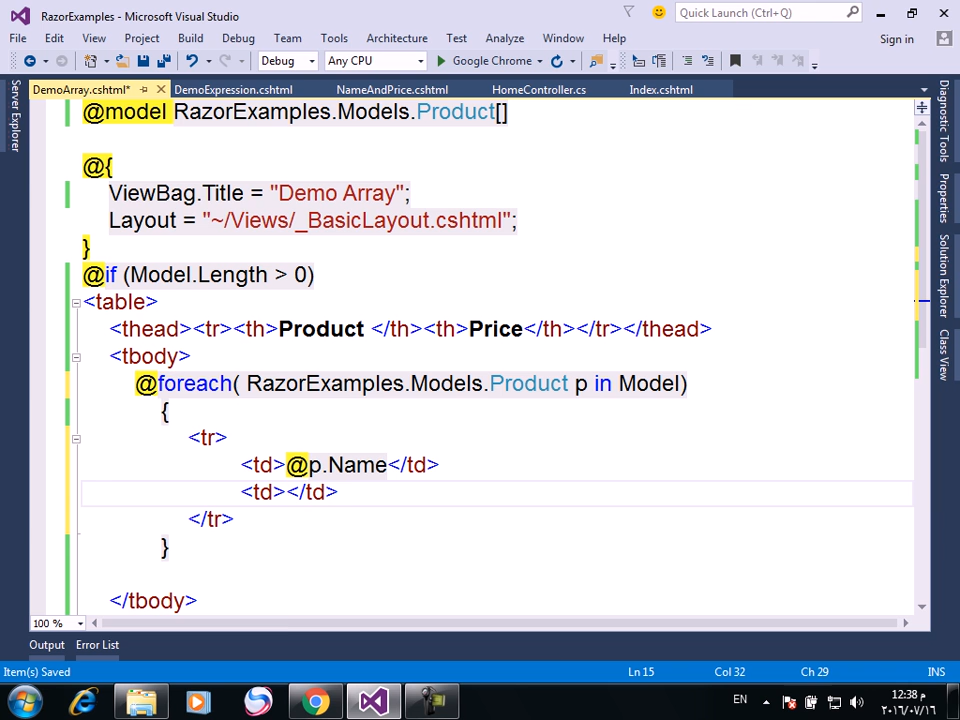 RazorExamples - Microsoft Visual Studio
Quick Launch (Ctrl+Q)
File Edit View Project Build Debug Team Tools Architecture Test Analyze Window Help Sign in
Debug Any CPU Google Chrome
DemoArray.cshtml* DemoExpression.cshtml NameAndPrice.cshtml HomeController.cs Index.cshtml
Server Explorer
Diagnostic Tools
Properties
Solution Explorer
Class View
@model RazorExamples.Models.Product[]
@{
ViewBag.Title = "Demo Array";
Layout = "~/Views/_BasicLayout.cshtml";
}
@if (Model.Length > 0)
<table>
<thead><tr><th>Product </th><th>Price</th></tr></thead>
<tbody>
@foreach( RazorExamples.Models.Product p in Model)
{
<tr>
<td>@p.Name</td>
<td></td>
</tr>
}
</tbody>
100 %
Output Error List
Item(s) Saved Ln 15 Col 32 Ch 29 INS
EN
12:38 م
٢٠١٦/٠٧/١٦